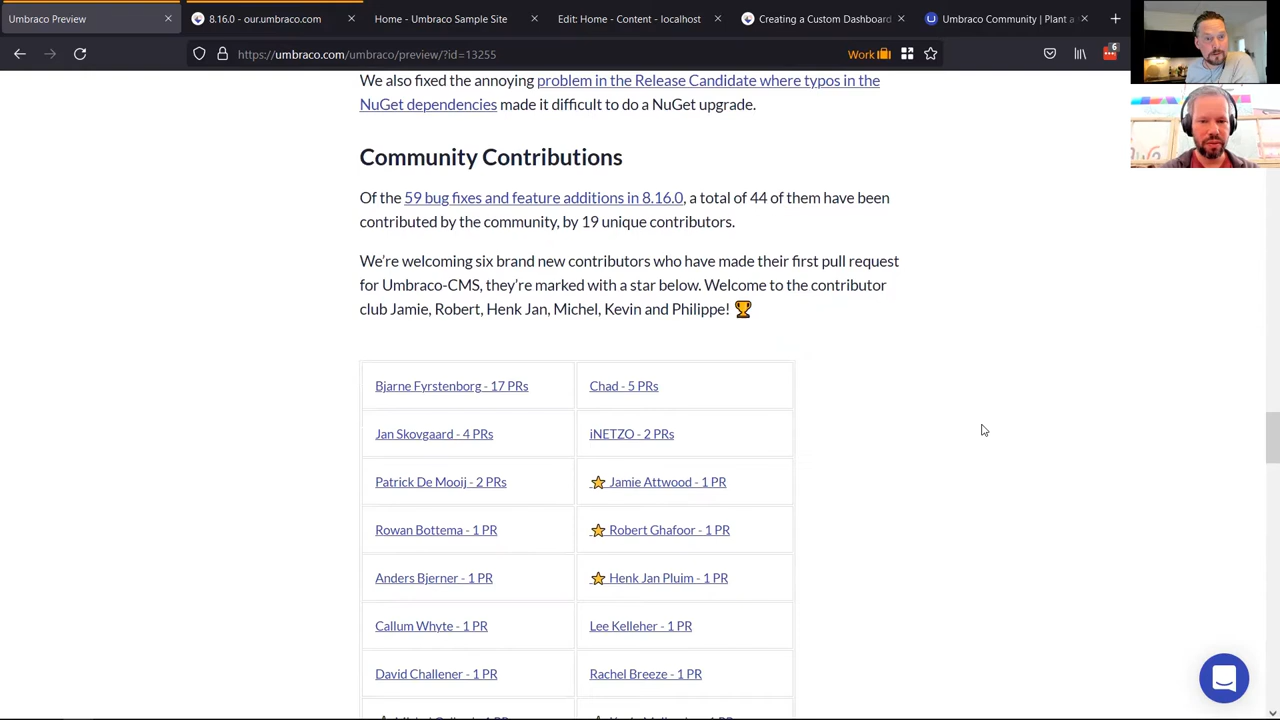 Umbraco Preview
8.16.0 - our.umbraco.com
Home - Umbraco Sample Site
Edit: Home - Content - localhost
Creating a Custom Dashboard
Umbraco Community | Plant a
https://umbraco.com/umbraco/preview/?id=13255
Work
6
We also fixed the annoying problem in the Release Candidate where typos in the
NuGet dependencies made it difficult to do a NuGet upgrade.
Community Contributions
Of the 59 bug fixes and feature additions in 8.16.0, a total of 44 of them have been
contributed by the community, by 19 unique contributors.
We're welcoming six brand new contributors who have made their first pull request
for Umbraco-CMS, they're marked with a star below. Welcome to the contributor
club Jamie, Robert, Henk Jan, Michel, Kevin and Philippe! 🏆
Bjarne Fyrstenborg - 17 PRs
Chad - 5 PRs
Jan Skovgaard - 4 PRs
iNETZO - 2 PRs
Patrick De Mooij - 2 PRs
⭐ Jamie Attwood - 1 PR
Rowan Bottema - 1 PR
⭐ Robert Ghafoor - 1 PR
Anders Bjerner - 1 PR
⭐ Henk Jan Pluim - 1 PR
Callum Whyte - 1 PR
Lee Kelleher - 1 PR
David Challener - 1 PR
Rachel Breeze - 1 PR